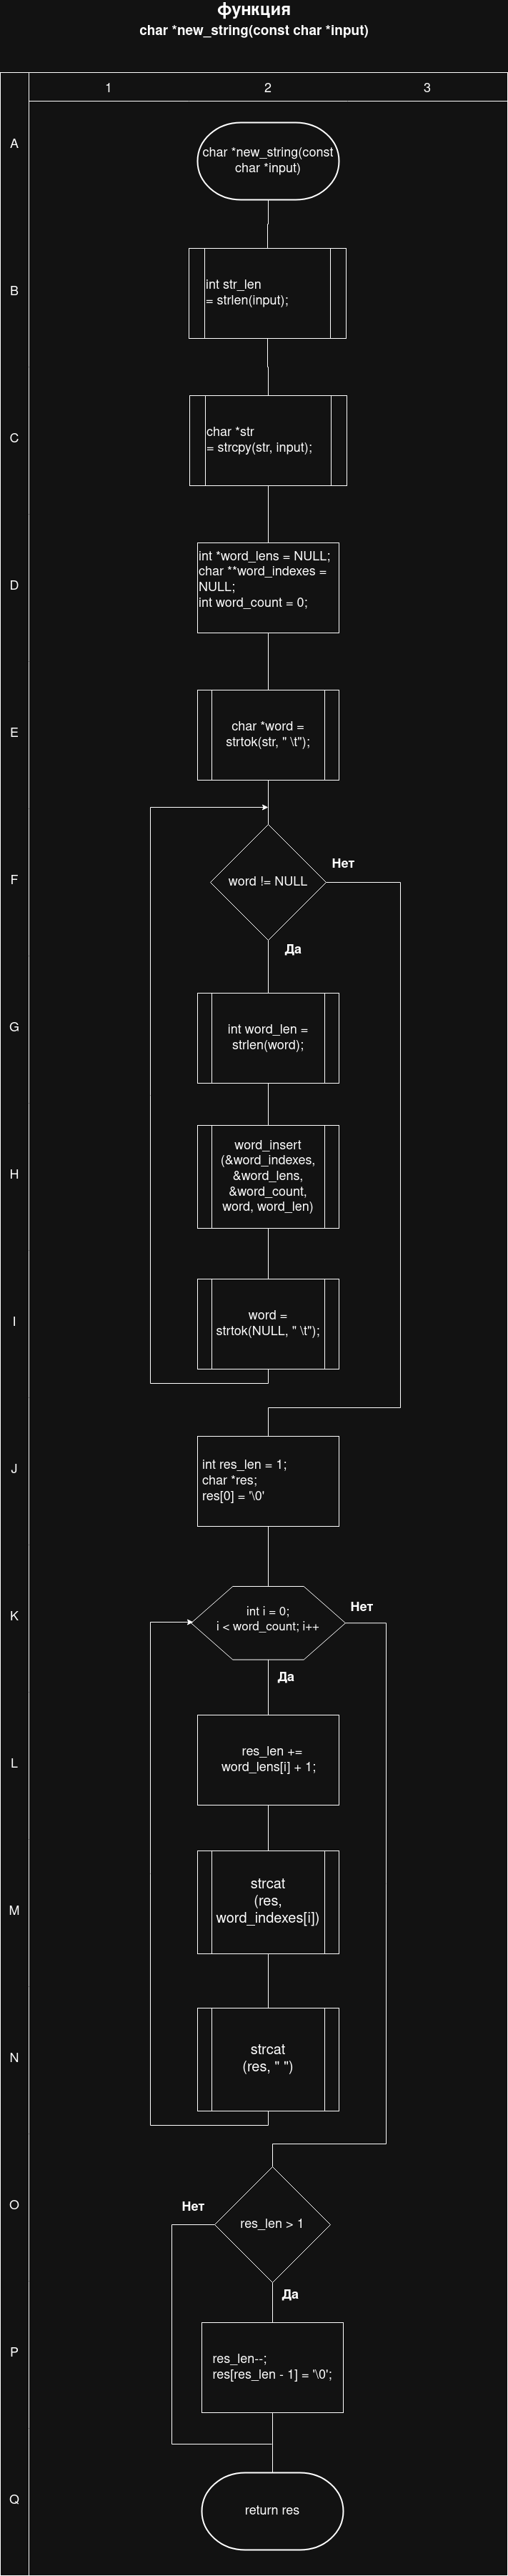 функция
char *new_string(const char *input)
1 2 3
A
char *new_string(const
char *input)
B
int str_len
= strlen(input);
C
char *str
= strcpy(str, input);
D
int *word_lens = NULL;
char **word_indexes =
NULL;
int word_count = 0;
E
char *word =
strtok(str, " \t");
F
word != NULL
Нет
Да
G
int word_len =
strlen(word);
H
word_insert
(&word_indexes,
&word_lens,
&word_count,
word, word_len)
I
word =
strtok(NULL, " \t");
J
int res_len = 1;
char *res;
res[0] = '\0'
K
int i = 0;
i < word_count; i++
Нет
Да
L
res_len +=
word_lens[i] + 1;
M
strcat
(res,
word_indexes[i])
N
strcat
(res, " ")
O
Нет
res_len > 1
Да
P
res_len--;
res[res_len - 1] = '\0';
Q
return res